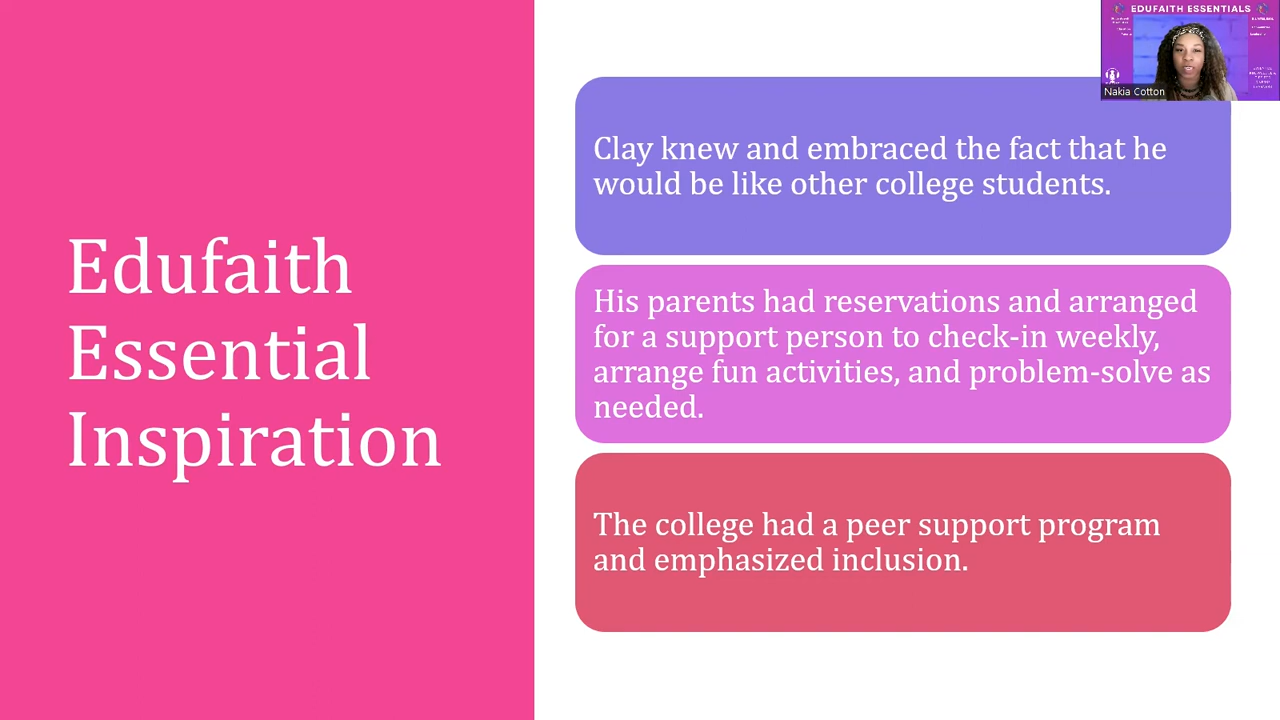 Edufaith
Essential
Inspiration
Clay knew and embraced the fact that he
would be like other college students.
His parents had reservations and arranged
for a support person to check-in weekly,
arrange fun activities, and problem-solve as
needed.
The college had a peer support program
and emphasized inclusion.
EDUFAITH ESSENTIALS
Nakia Cotton